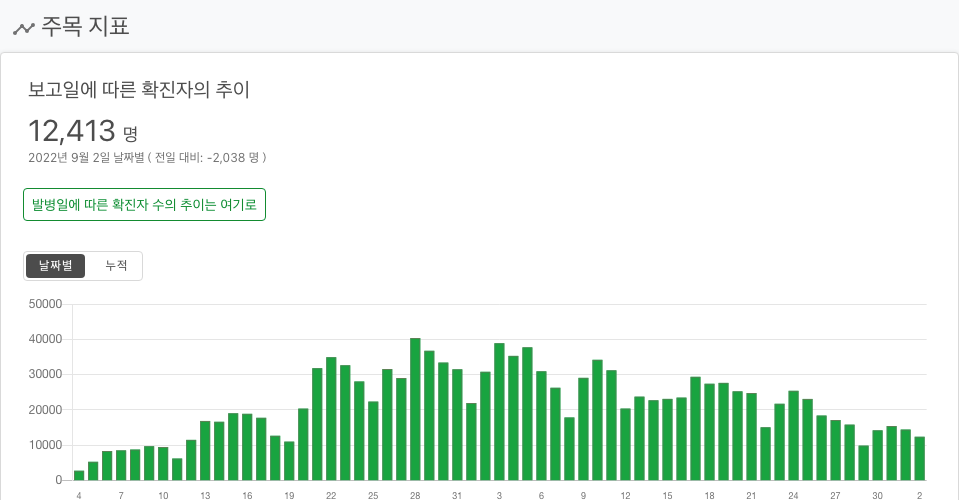 주목 지표
보고일에 따른 확진자의 추이
12,413 명
2022년 9월 2일 날짜별 ( 전일 대비: -2,038 명 )
발병일에 따른 확진자 수의 추이는 여기로
날짜별 누적
50000
40000
30000
20000
10000
0
4 7 10 13 16 19 22 25 28 31 3 6 9 12 15 18 21 24 27 30 2